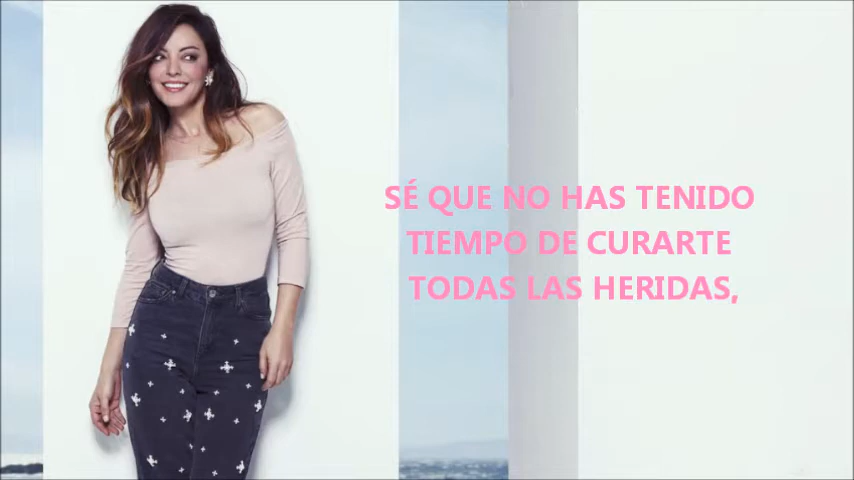 SÉ QUE NO HAS TENIDO
TIEMPO DE CURARTE
TODAS LAS HERIDAS,